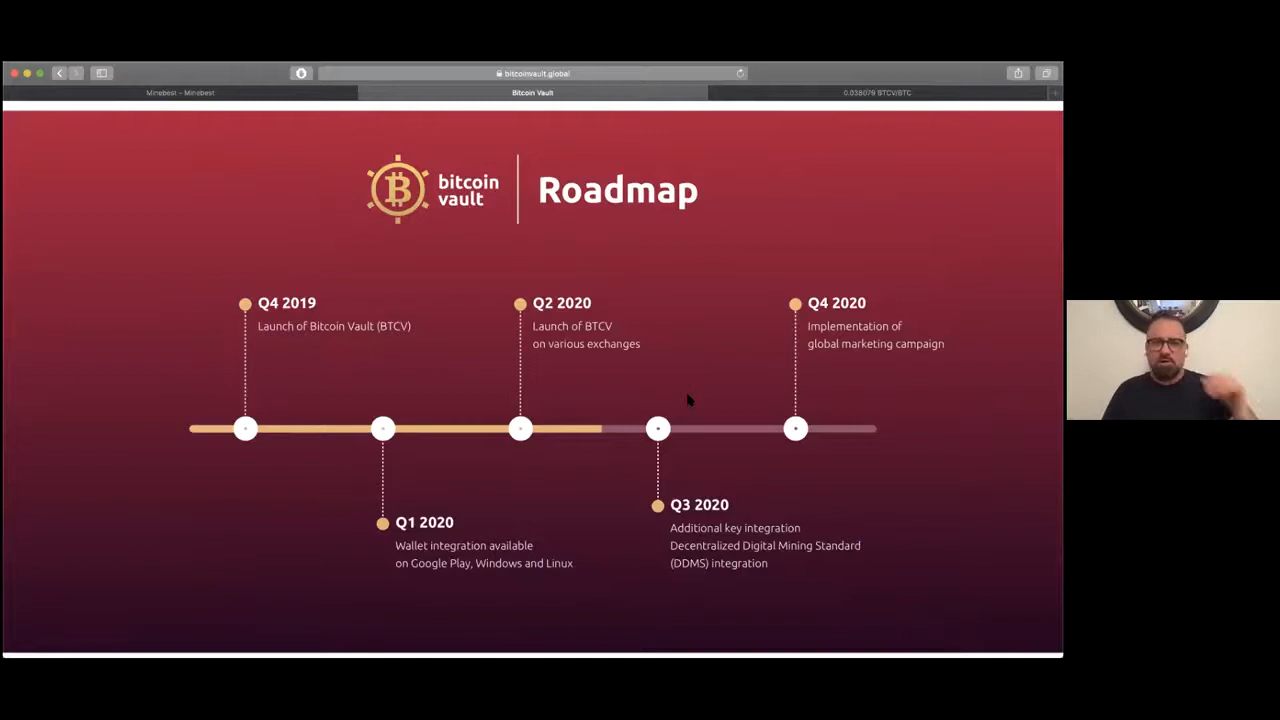 bitcoinvault.global
Minebest – Minebest
Bitcoin Vault
0.038079 BTCV/BTC
bitcoin
vault
Roadmap
Q4 2019
Launch of Bitcoin Vault (BTCV)
Q2 2020
Launch of BTCV
on various exchanges
Q4 2020
Implementation of
global marketing campaign
Q1 2020
Wallet integration available
on Google Play, Windows and Linux
Q3 2020
Additional key integration
Decentralized Digital Mining Standard
(DDMS) integration